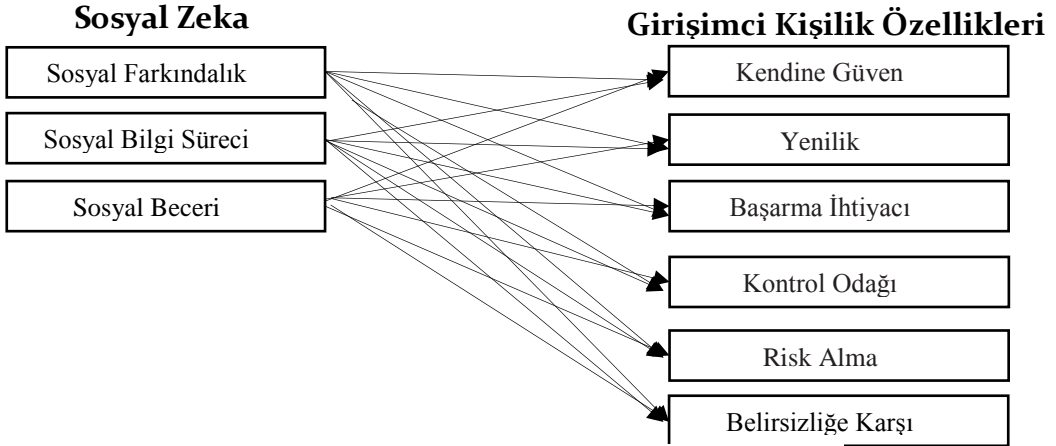 Sosyal Zeka
Girişimci Kişilik Özellikleri
Sosyal Farkındalık
Sosyal Bilgi Süreci
Sosyal Beceri
Kendine Güven
Yenilik
Başarma İhtiyacı
Kontrol Odağı
Risk Alma
Belirsizliğe Karşı